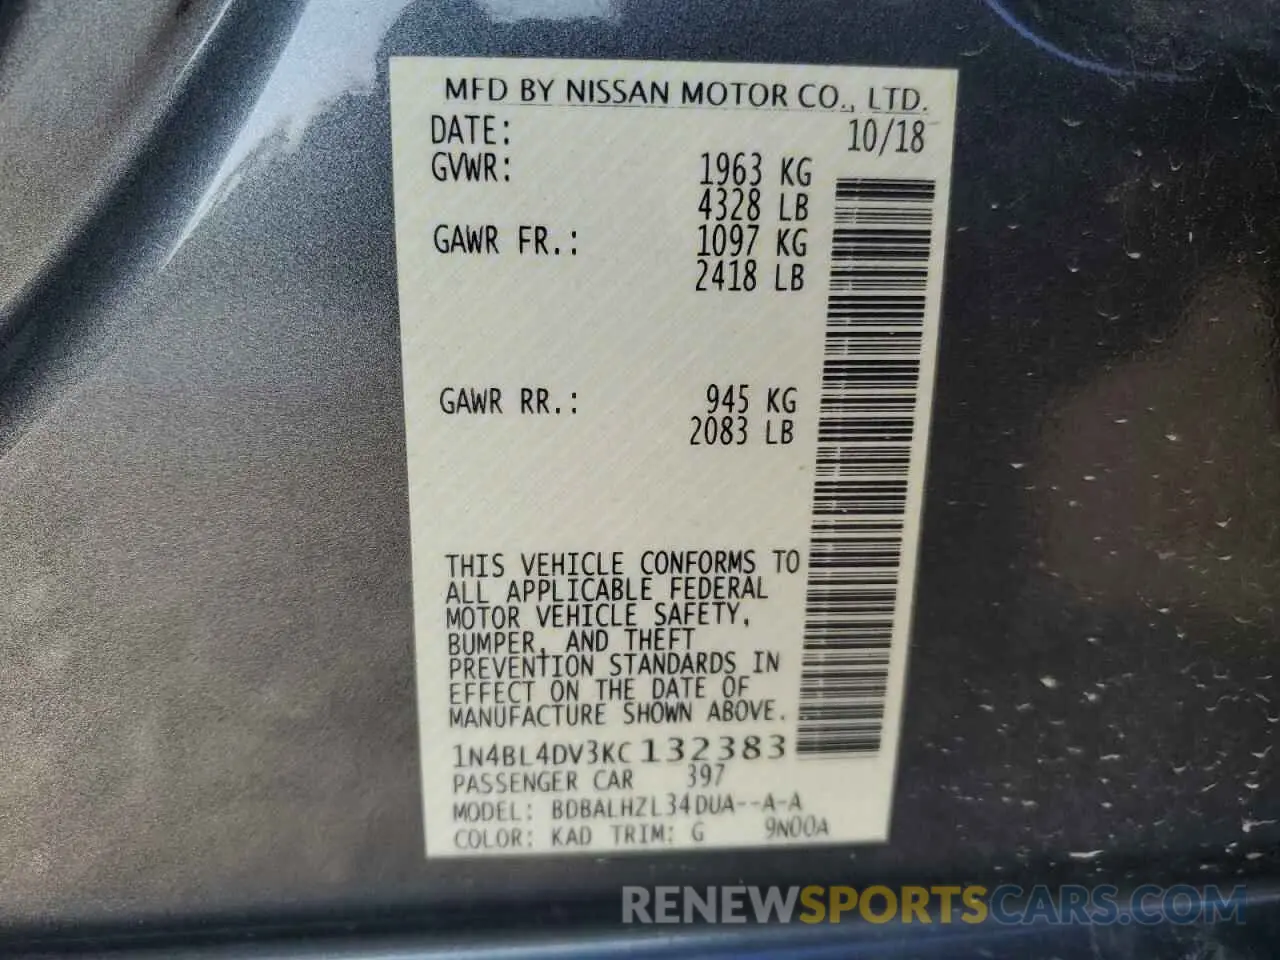 MFD BY NISSAN MOTOR CO., LTD.
DATE: 10/18
GVWR: 1963 KG
4328 LB
GAWR FR.: 1097 KG
2418 LB
GAWR RR.: 945 KG
2083 LB
THIS VEHICLE CONFORMS TO
ALL APPLICABLE FEDERAL
MOTOR VEHICLE SAFETY,
BUMPER, AND THEFT
PREVENTION STANDARDS IN
EFFECT ON THE DATE OF
MANUFACTURE SHOWN ABOVE.
1N4BL4DV3KC132383
PASSENGER CAR 397
MODEL: BDBALHZL34DUA--A-A
COLOR: KAD TRIM: G 9N00A
RENEWSPORTSCARS.COM